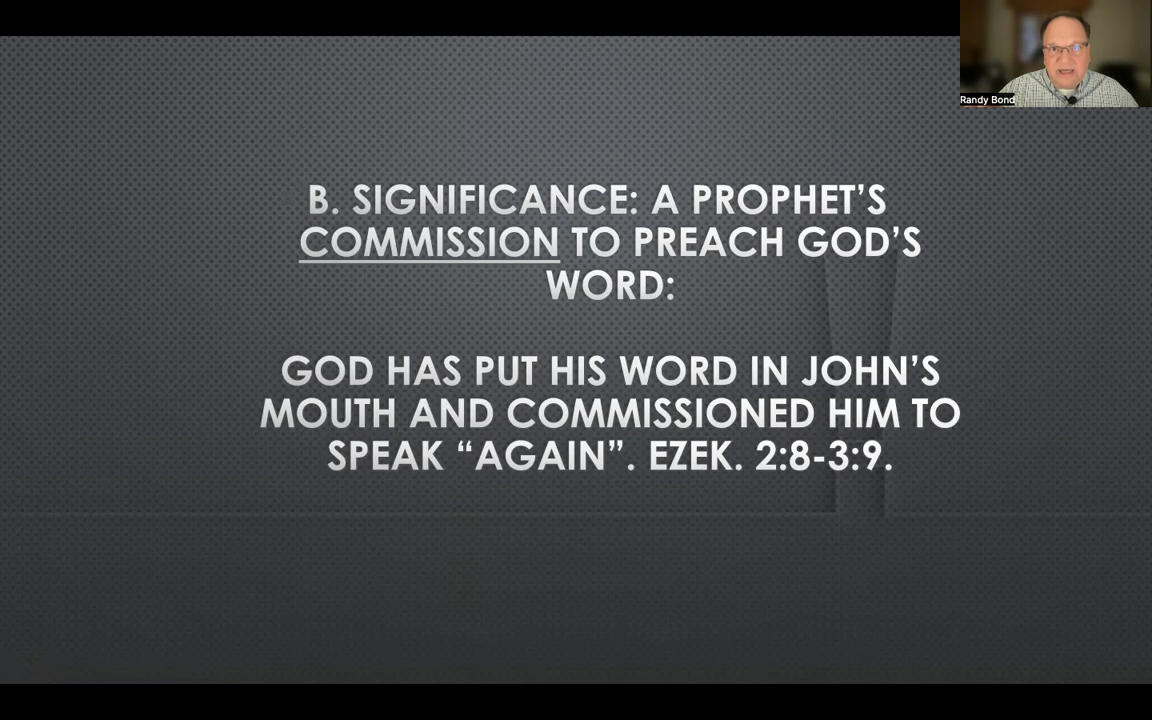 Randy Bond
B. SIGNIFICANCE: A PROPHET’S
COMMISSION TO PREACH GOD’S
WORD:
GOD HAS PUT HIS WORD IN JOHN’S
MOUTH AND COMMISSIONED HIM TO
SPEAK “AGAIN”. EZEK. 2:8-3:9.